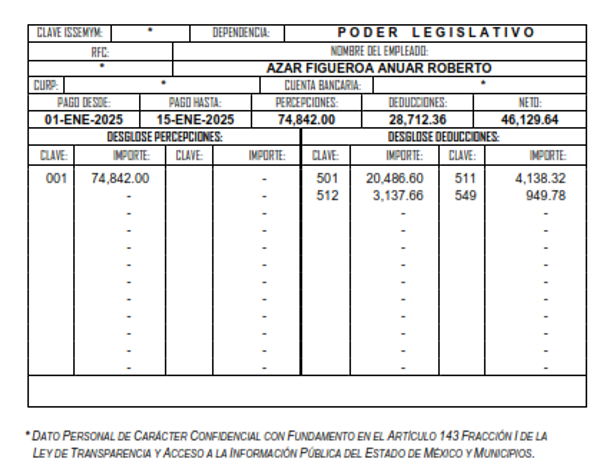 CLAVE ISSEMYM: * DEPENDENCIA: PODER LEGISLATIVO
RFC: NOMBRE DEL EMPLEADO:
* AZAR FIGUEROA ANUAR ROBERTO
CURP: * CUENTA BANCARIA: *
PAGO DESDE: PAGO HASTA: PERCEPCIONES: DEDUCCIONES: NETO:
01-ENE-2025 15-ENE-2025 74,842.00 28,712.36 46,129.64
DESGLOSE PERCEPCIONES: DESGLOSE DEDUCCIONES:
CLAVE: IMPORTE: CLAVE: IMPORTE: CLAVE: IMPORTE: CLAVE: IMPORTE:
001 74,842.00 - 501 20,486.60 511 4,138.32
- - 512 3,137.66 549 949.78
- - - -
- - - -
- - - -
- - - -
- - - -
- - - -
- - - -
- - - -
- - - -
- - - -
* DATO PERSONAL DE CARÁCTER CONFIDENCIAL CON FUNDAMENTO EN EL ARTÍCULO 143 FRACCIÓN I DE LA
LEY DE TRANSPARENCIA Y ACCESO A LA INFORMACIÓN PÚBLICA DEL ESTADO DE MÉXICO Y MUNICIPIOS.